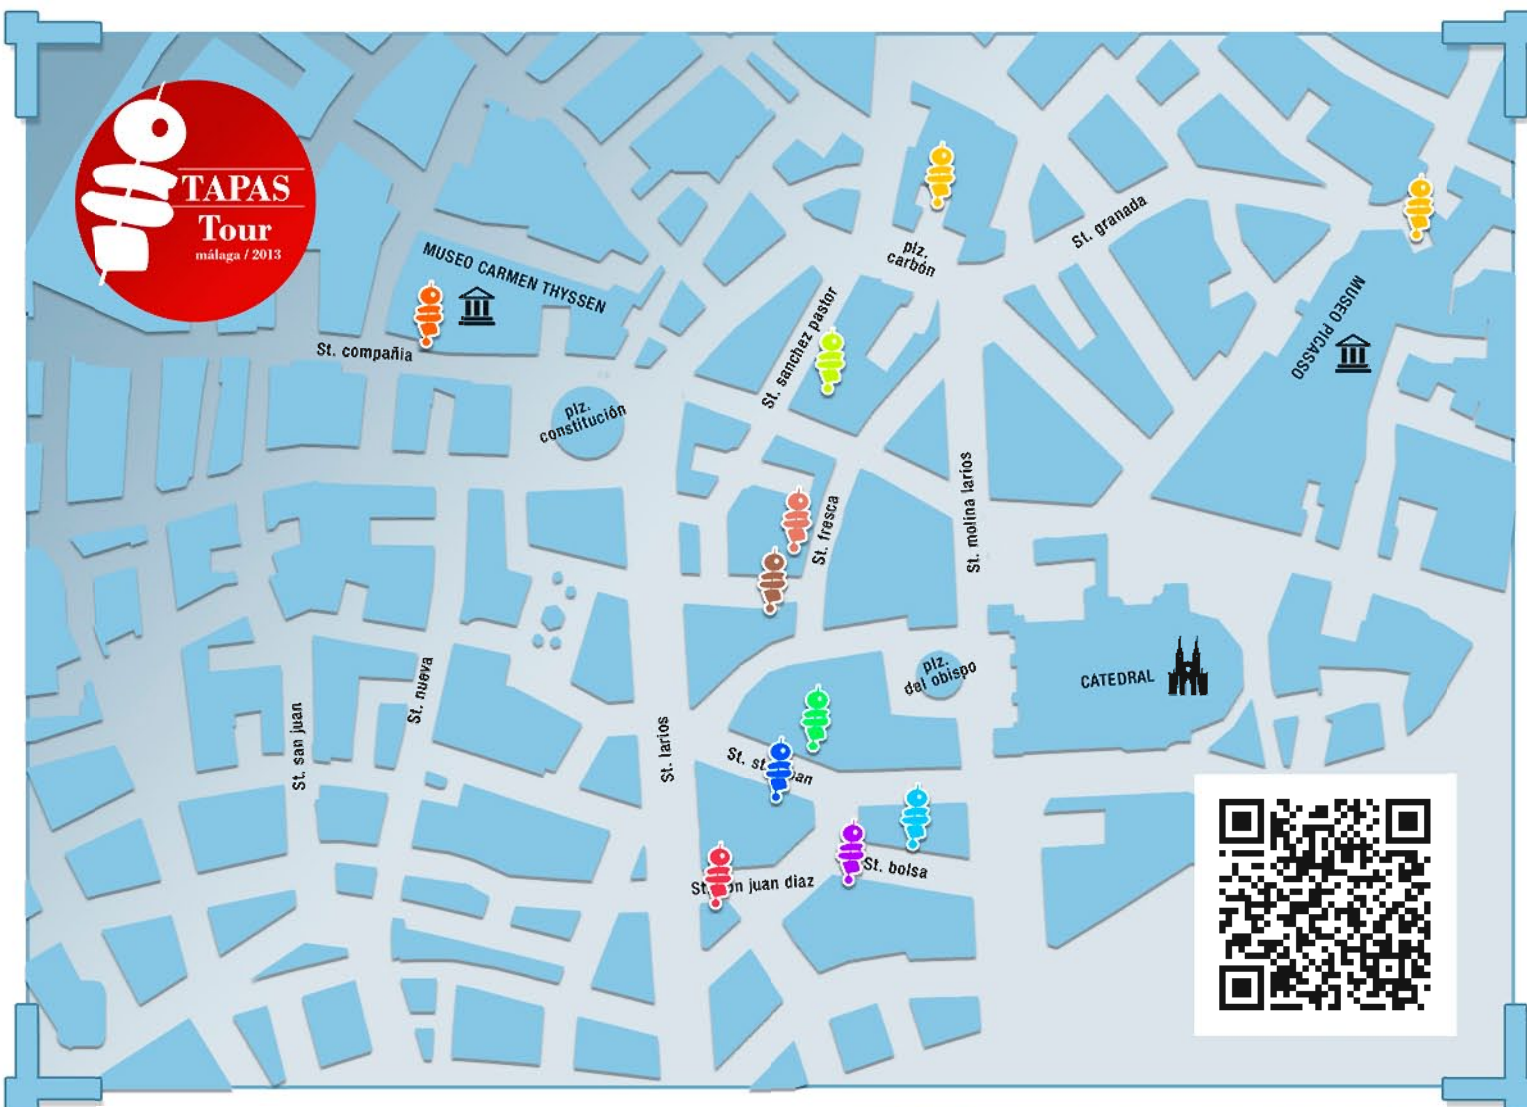 TAPAS
Tour
málaga / 2013
MUSEO CARMEN THYSSEN
St. compañia
plz.
constitución
St. sanchez pastor
plz.
carbón
St. granada
MUSEO PICASSO
St. fresca
St. molina larios
plz.
del obispo
CATEDRAL
St. san juan
St. nueva
St. larios
St.
St.
juan diaz
St. bolsa